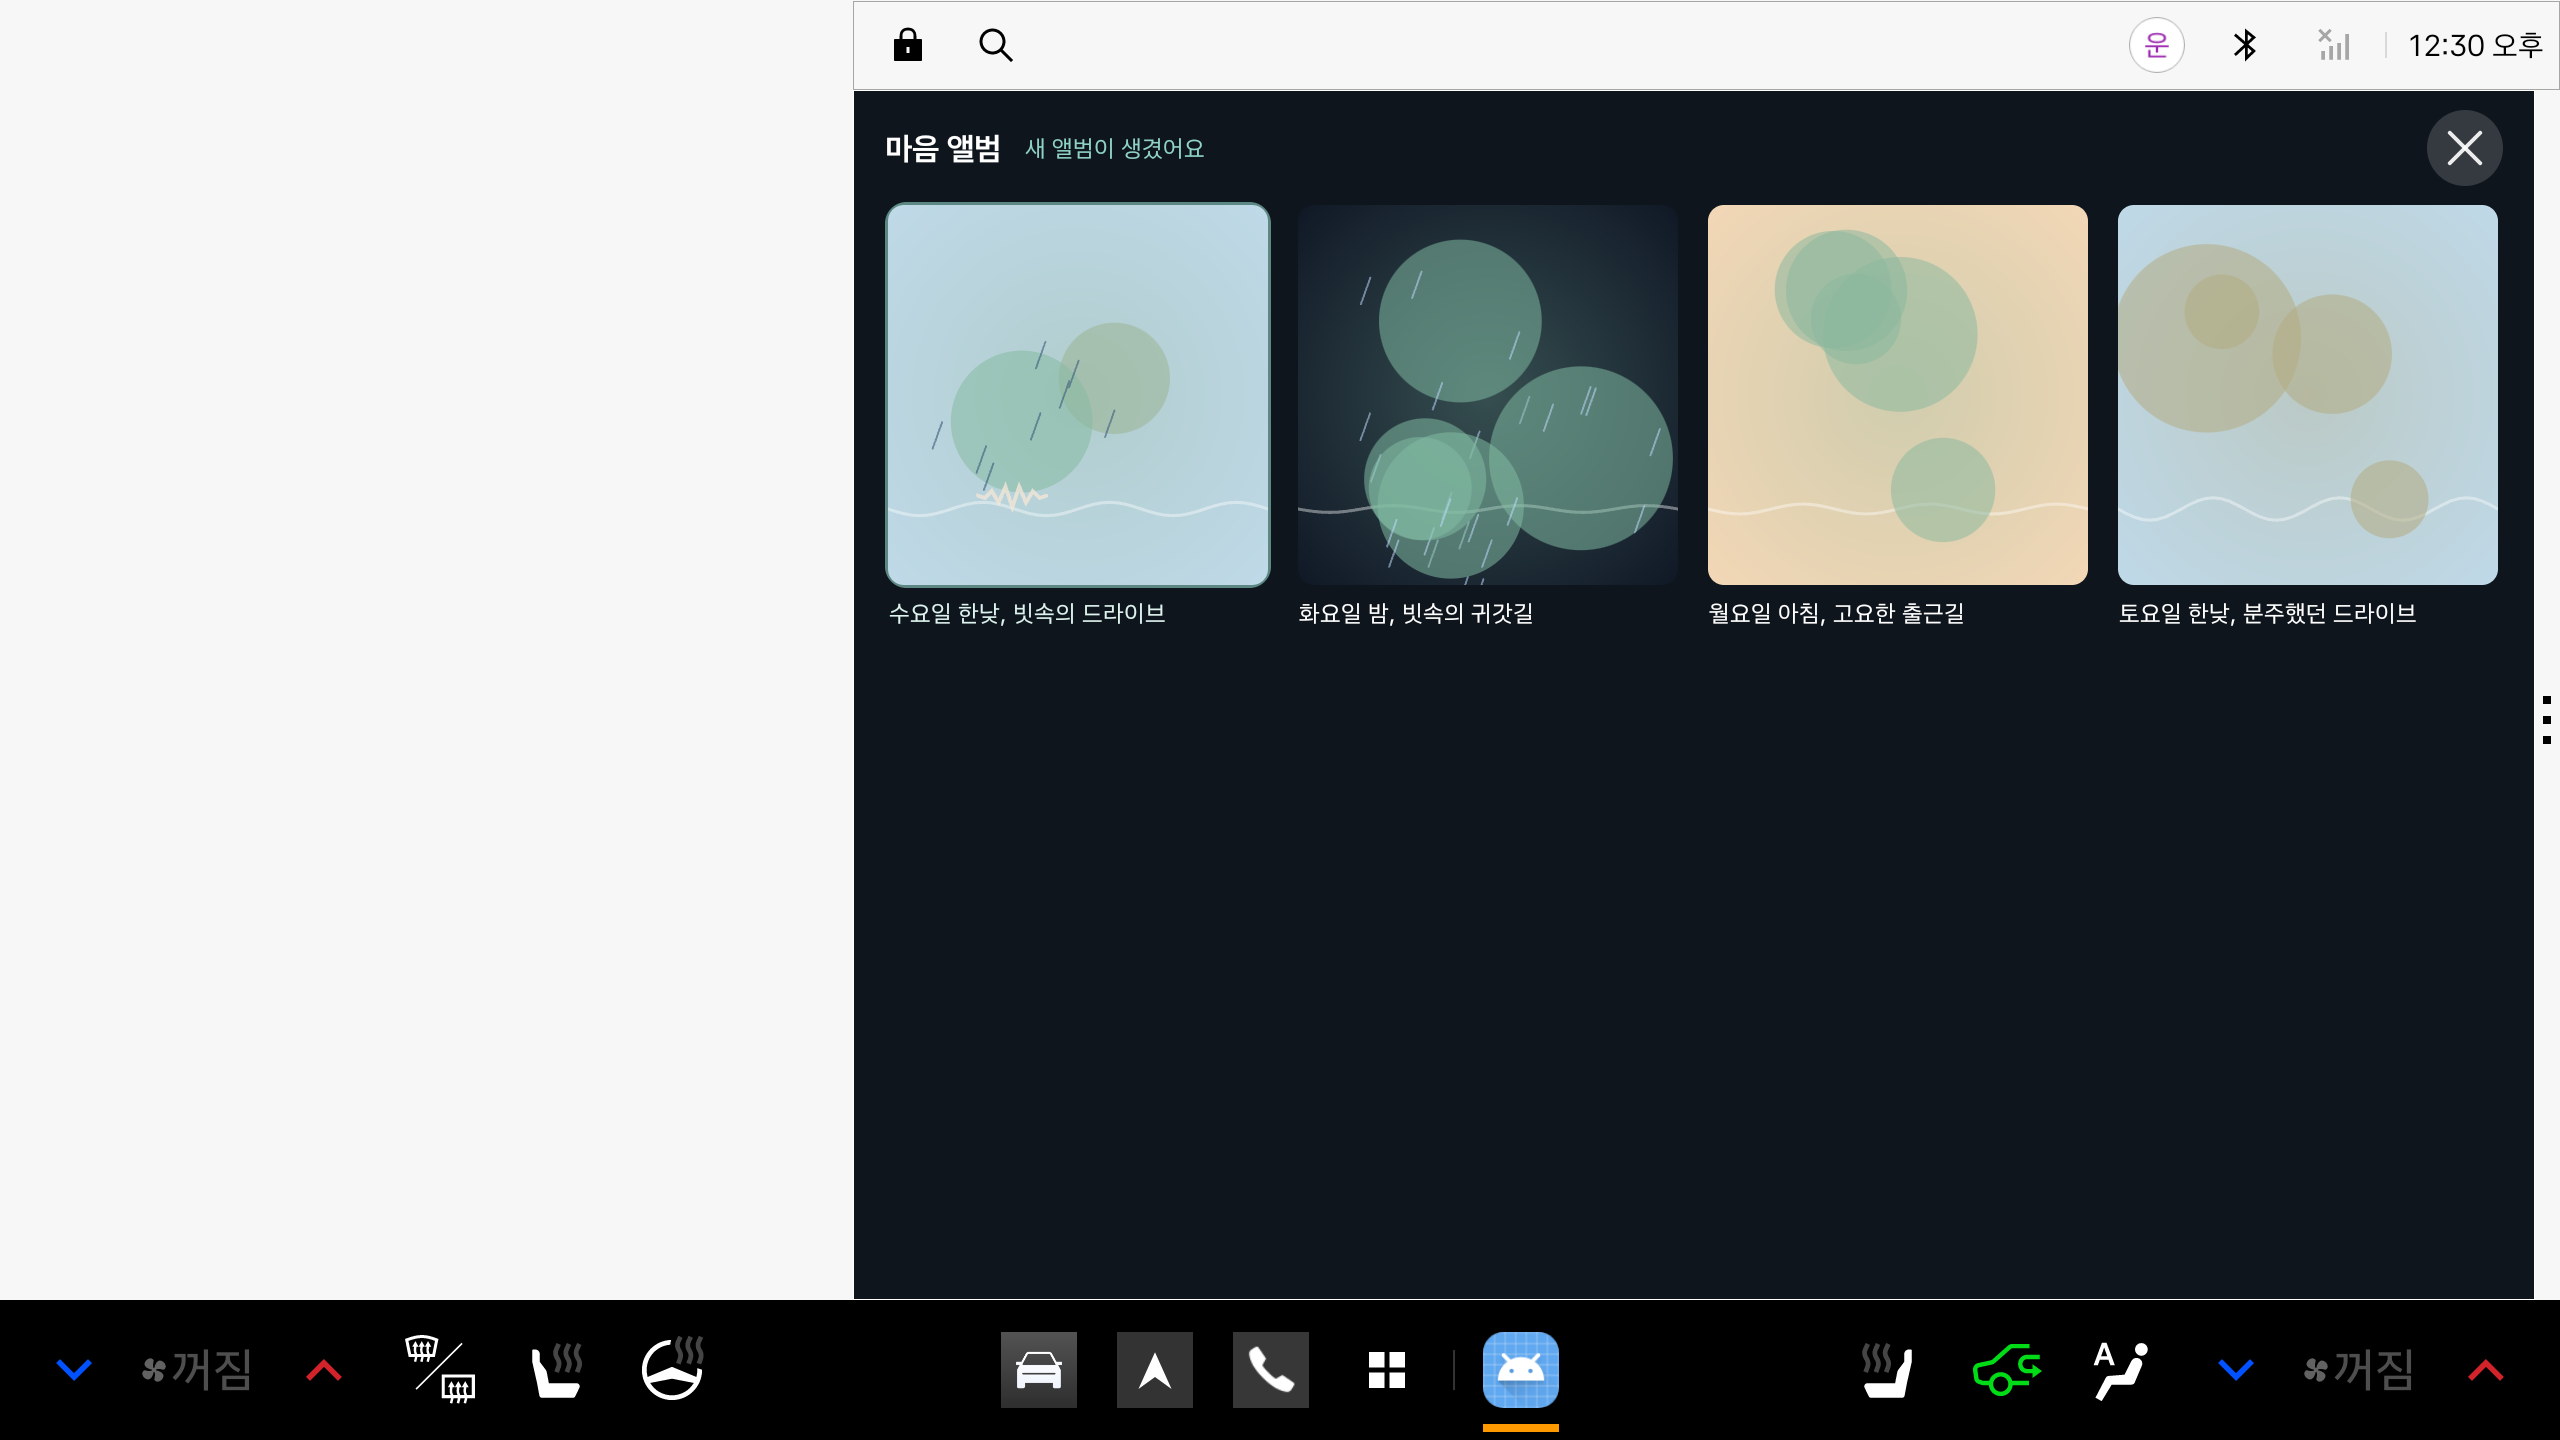 운
12:30 오후
마음 앨범 새 앨범이 생겼어요
수요일 한낮, 빗속의 드라이브
화요일 밤, 빗속의 귀갓길
월요일 아침, 고요한 출근길
토요일 한낮, 분주했던 드라이브
꺼짐
A
꺼짐